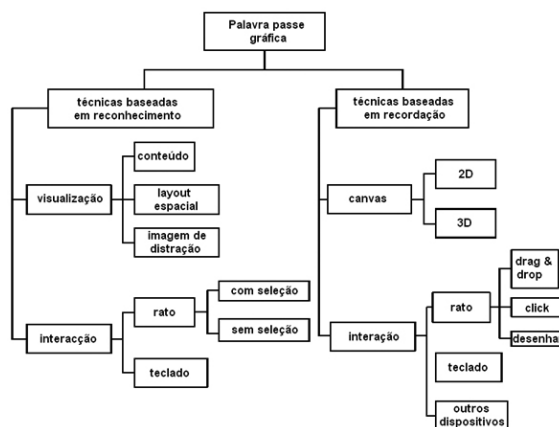 Palavra passe
gráfica
técnicas baseadas
em reconhecimento
técnicas baseadas
em recordação
visualização
conteúdo
layout
espacial
imagem de
distração
interacção
rato
com seleção
sem seleção
teclado
canvas
2D
3D
interação
rato
drag &
drop
click
desenhar
teclado
outros
dispositivos